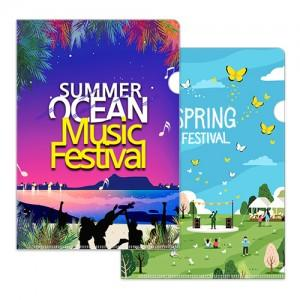 SUMMER
OCEAN
Music
Festival
SPRING
FESTIVAL